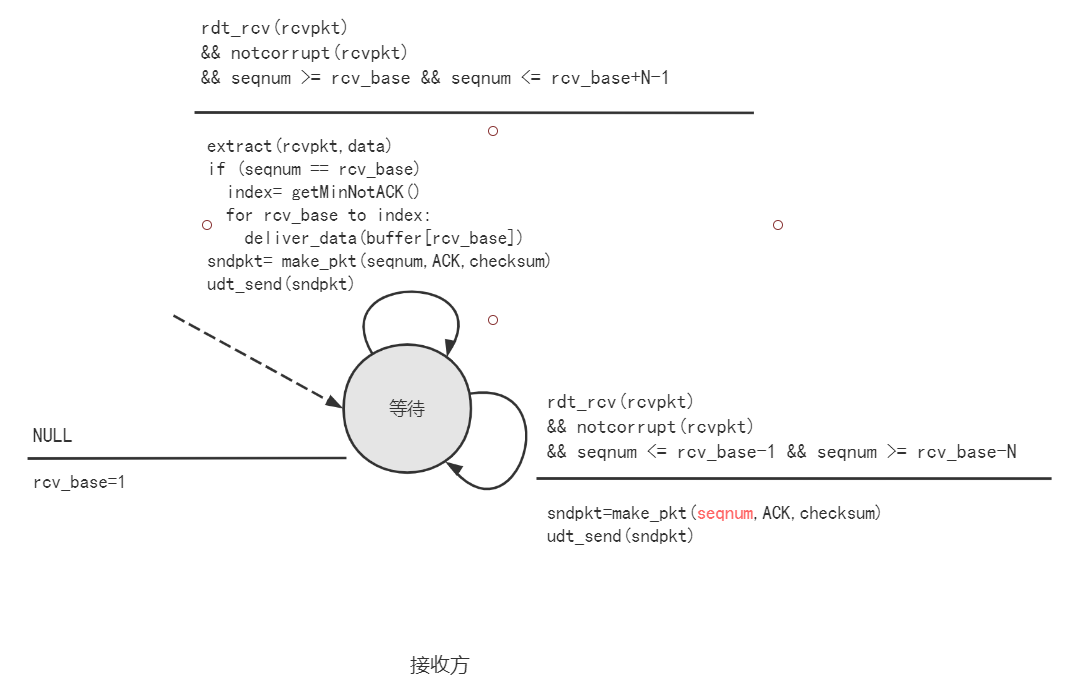 rdt_rcv(rcvpkt)
&& notcorrupt(rcvpkt)
&& seqnum >= rcv_base && seqnum <= rcv_base+N-1
extract(rcvpkt,data)
if (seqnum == rcv_base)
index= getMinNotACK()
for rcv_base to index:
deliver_data(buffer[rcv_base])
sndpkt= make_pkt(seqnum,ACK,checksum)
udt_send(sndpkt)
等待
NULL
rcv_base=1
rdt_rcv(rcvpkt)
&& notcorrupt(rcvpkt)
&& seqnum <= rcv_base-1 && seqnum >= rcv_base-N
sndpkt=make_pkt(seqnum,ACK,checksum)
udt_send(sndpkt)
接收方